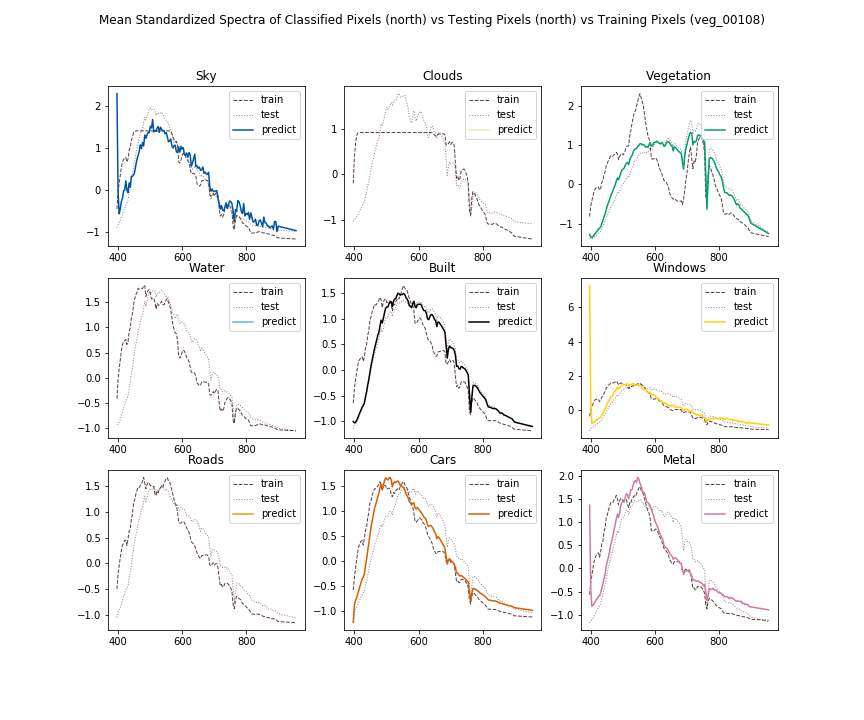 Mean Standardized Spectra of Classified Pixels (north) vs Testing Pixels (north) vs Training Pixels (veg_00108)
Sky
train
test
predict
2
1
0
−1
400 600 800
Clouds
train
test
predict
1
0
−1
400 600 800
Vegetation
train
test
predict
2
1
0
−1
400 600 800
Water
train
test
predict
1.5
1.0
0.5
0.0
−0.5
−1.0
400 600 800
Built
train
test
predict
1.5
1.0
0.5
0.0
−0.5
−1.0
400 600 800
Windows
train
test
predict
6
4
2
0
400 600 800
Roads
train
test
predict
1.5
1.0
0.5
0.0
−0.5
−1.0
400 600 800
Cars
train
test
predict
1.5
1.0
0.5
0.0
−0.5
−1.0
400 600 800
Metal
train
test
predict
2.0
1.5
1.0
0.5
0.0
−0.5
−1.0
400 600 800